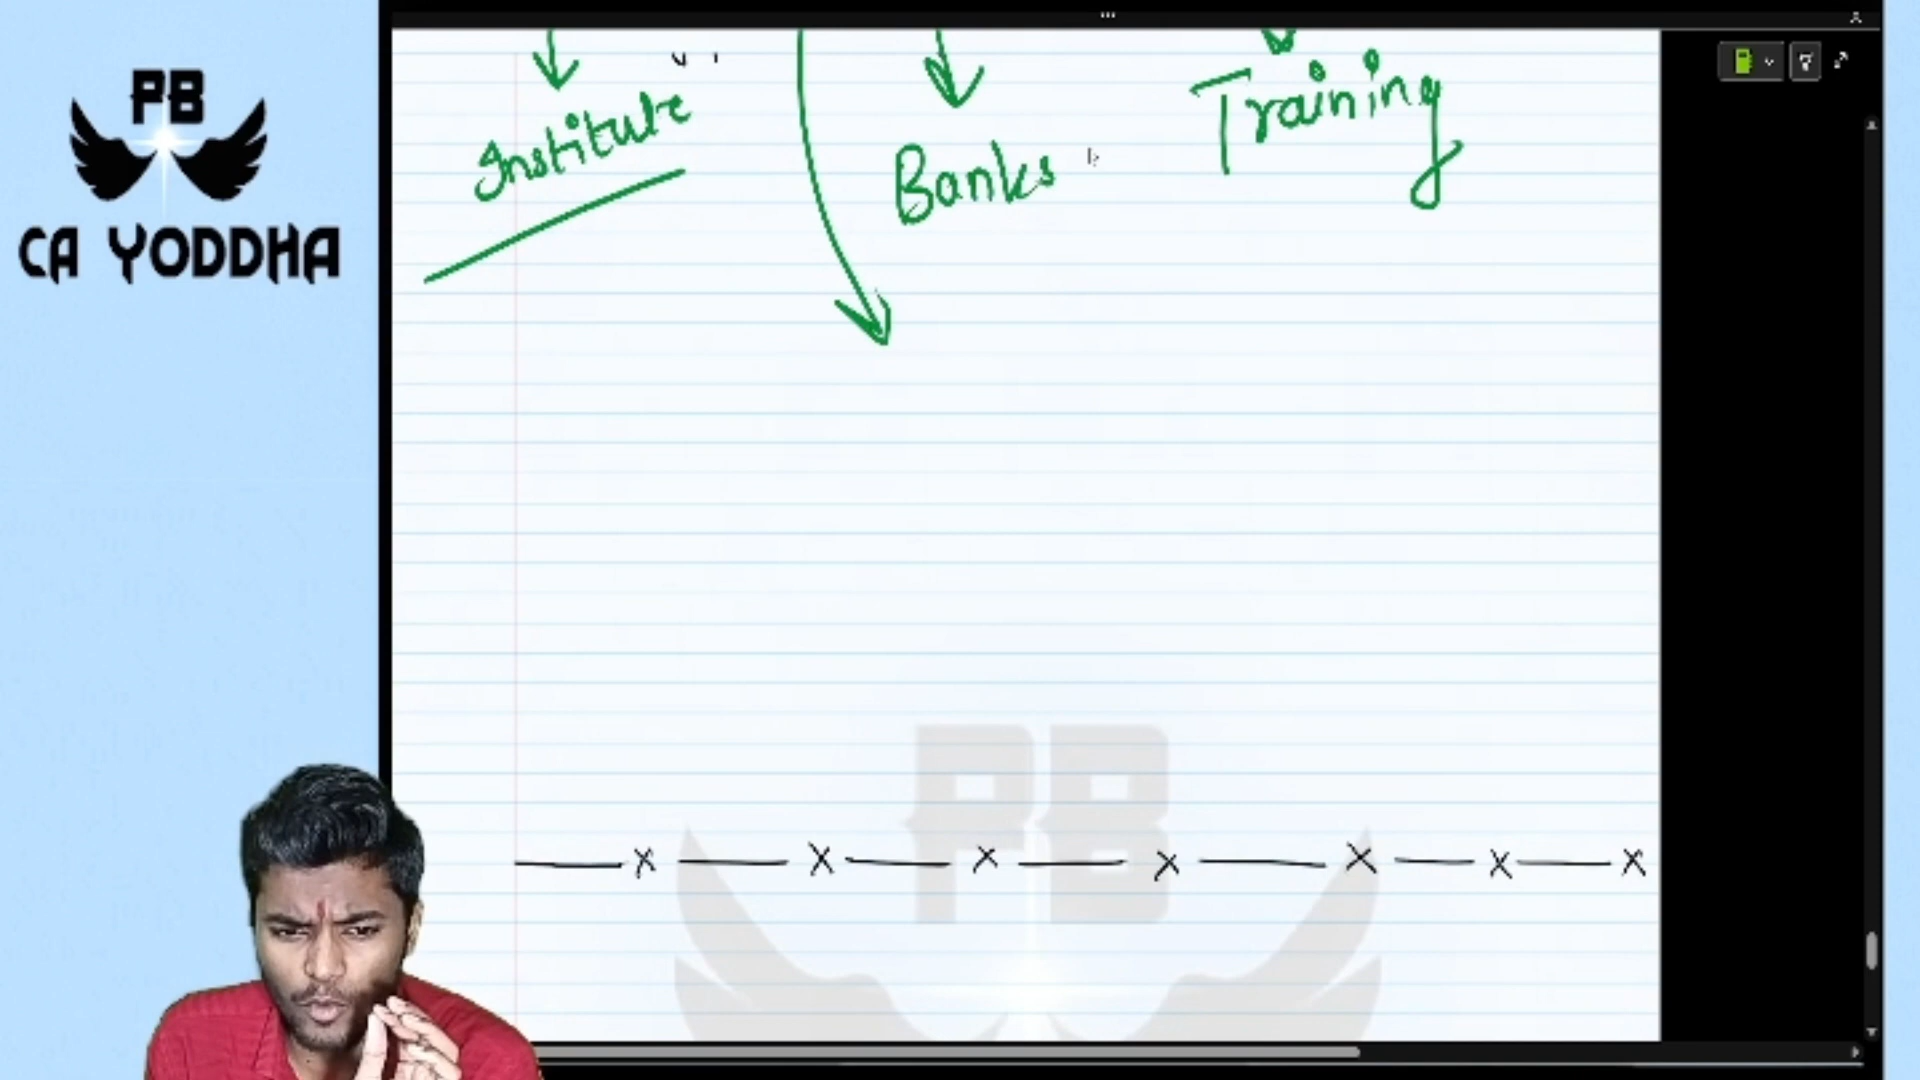 PB
CA YODDHA
Institute
Banks
Training
x x x x x x x
PB